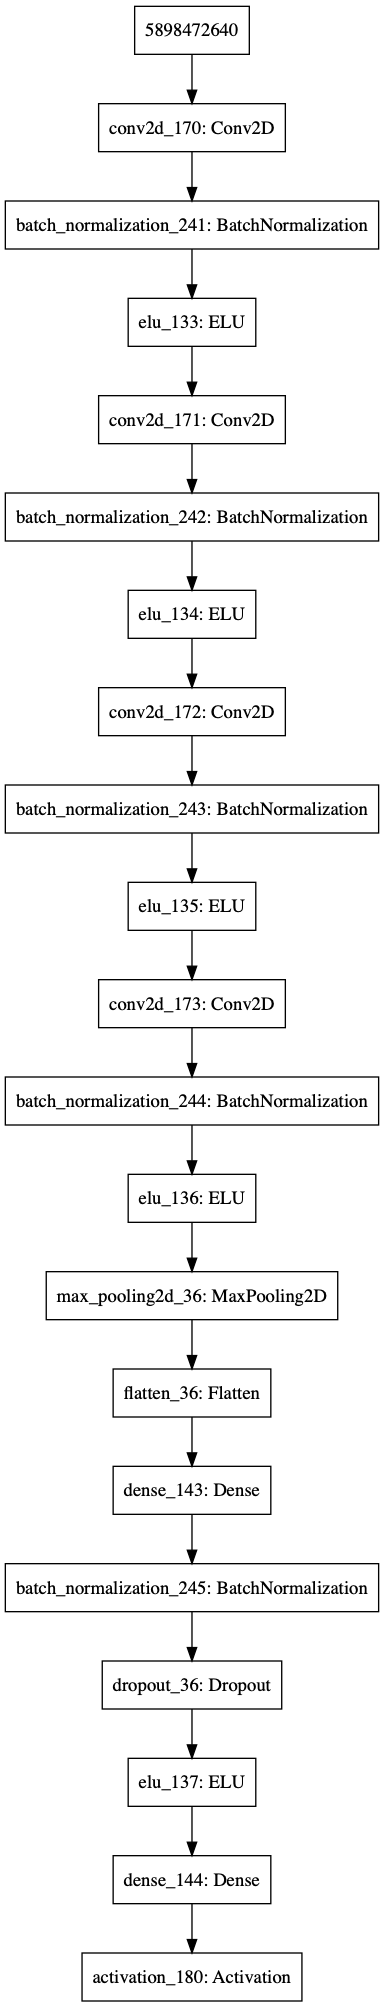 5898472640
conv2d_170: Conv2D
batch_normalization_241: BatchNormalization
elu_133: ELU
conv2d_171: Conv2D
batch_normalization_242: BatchNormalization
elu_134: ELU
conv2d_172: Conv2D
batch_normalization_243: BatchNormalization
elu_135: ELU
conv2d_173: Conv2D
batch_normalization_244: BatchNormalization
elu_136: ELU
max_pooling2d_36: MaxPooling2D
flatten_36: Flatten
dense_143: Dense
batch_normalization_245: BatchNormalization
dropout_36: Dropout
elu_137: ELU
dense_144: Dense
activation_180: Activation